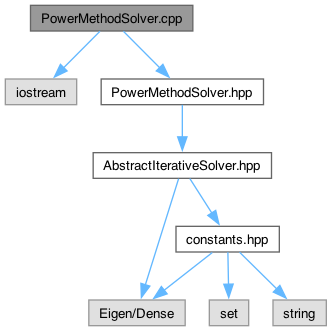 PowerMethodSolver.cpp
iostream
PowerMethodSolver.hpp
AbstractIterativeSolver.hpp
constants.hpp
Eigen/Dense
set
string